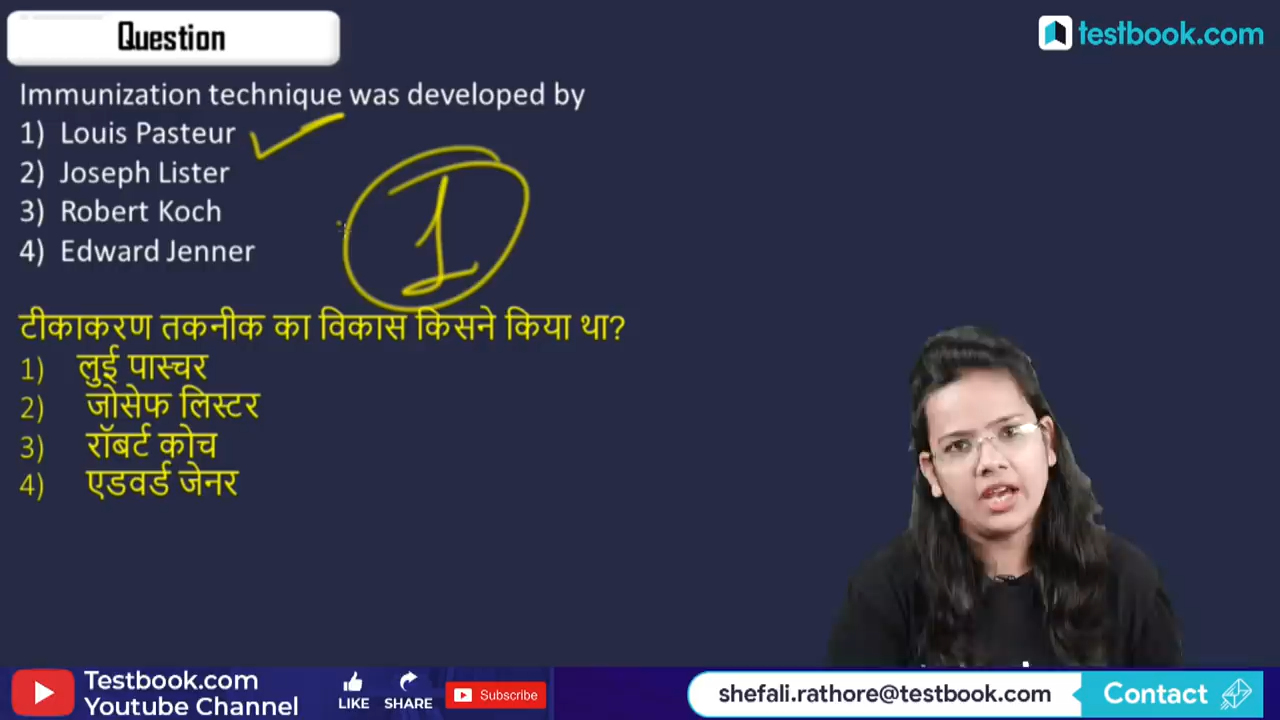 Question
testbook.com
Immunization technique was developed by
1) Louis Pasteur
2) Joseph Lister
3) Robert Koch
4) Edward Jenner
1
टीकाकरण तकनीक का विकास किसने किया था?
1) लुई पास्चर
2) जोसेफ लिस्टर
3) रॉबर्ट कोच
4) एडवर्ड जेनर
Testbook.com
Youtube Channel
LIKE
SHARE
Subscribe
shefali.rathore@testbook.com
Contact